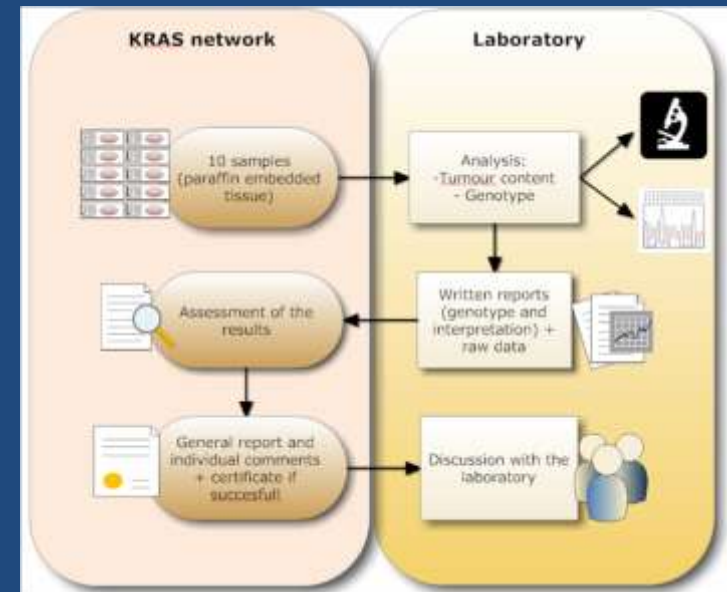 KRAS network
Laboratory
10 samples
(paraffin embedded
tissue)
Analysis:
-Tumour content
- Genotype
Assessment of the
results
Written reports
(genotype and
interpretation) +
raw data
General report and
individual comments
+ certificate if
succesfull
Discussion with the
laboratory